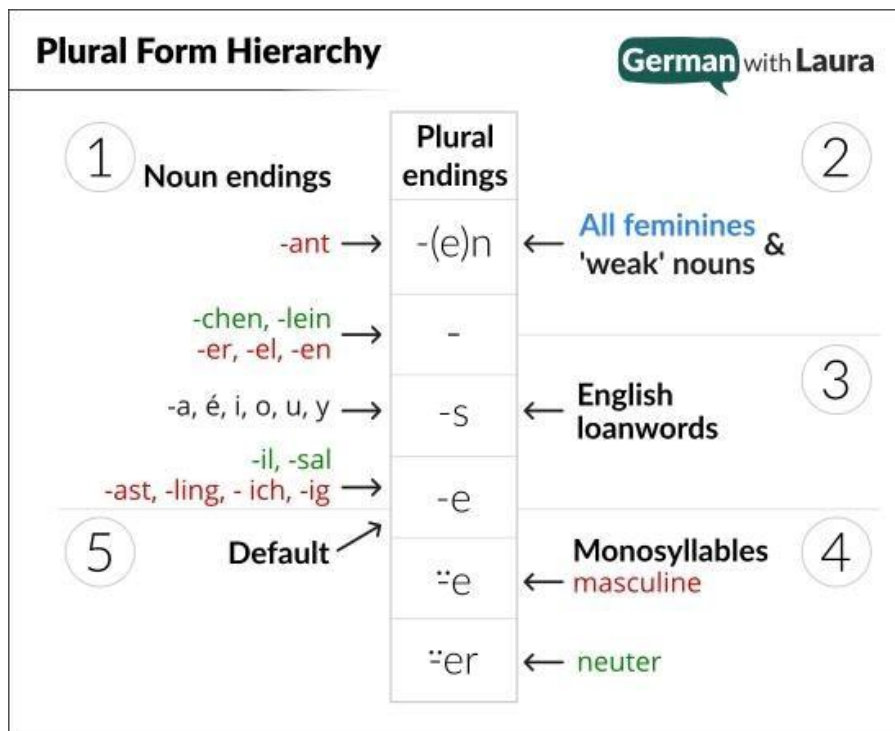 Plural Form Hierarchy
German with Laura
1
Noun endings
Plural
endings
2
-ant
-(e)n
All feminines
'weak' nouns
&
-chen, -lein
-er, -el, -en
-
3
-a, é, i, o, u, y
-s
English
loanwords
-il, -sal
-ast, -ling, - ich, -ig
-e
5
Default
4
Monosyllables
masculine
⸚e
⸚er
neuter